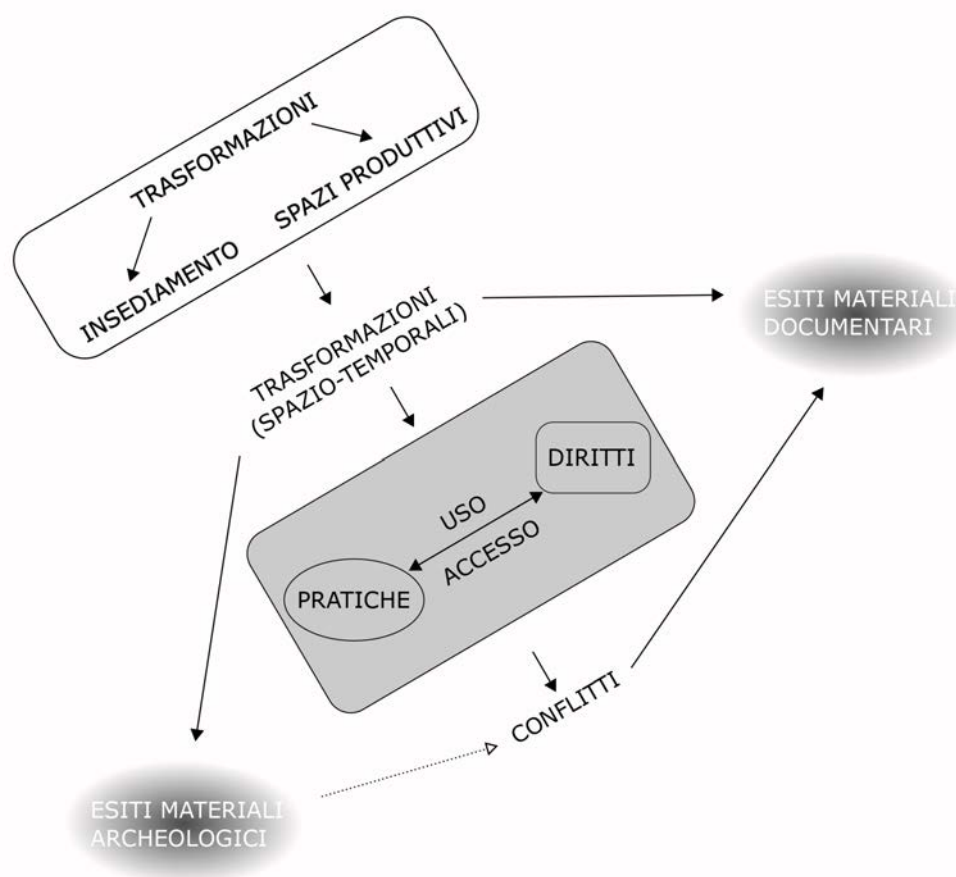 TRASFORMAZIONI
SPAZI PRODUTTIVI
INSEDIAMENTO
TRASFORMAZIONI
(SPAZIO-TEMPORALI)
ESITI MATERIALI
DOCUMENTARI
DIRITTI
USO
ACCESSO
PRATICHE
CONFLITTI
ESITI MATERIALI
ARCHEOLOGICI